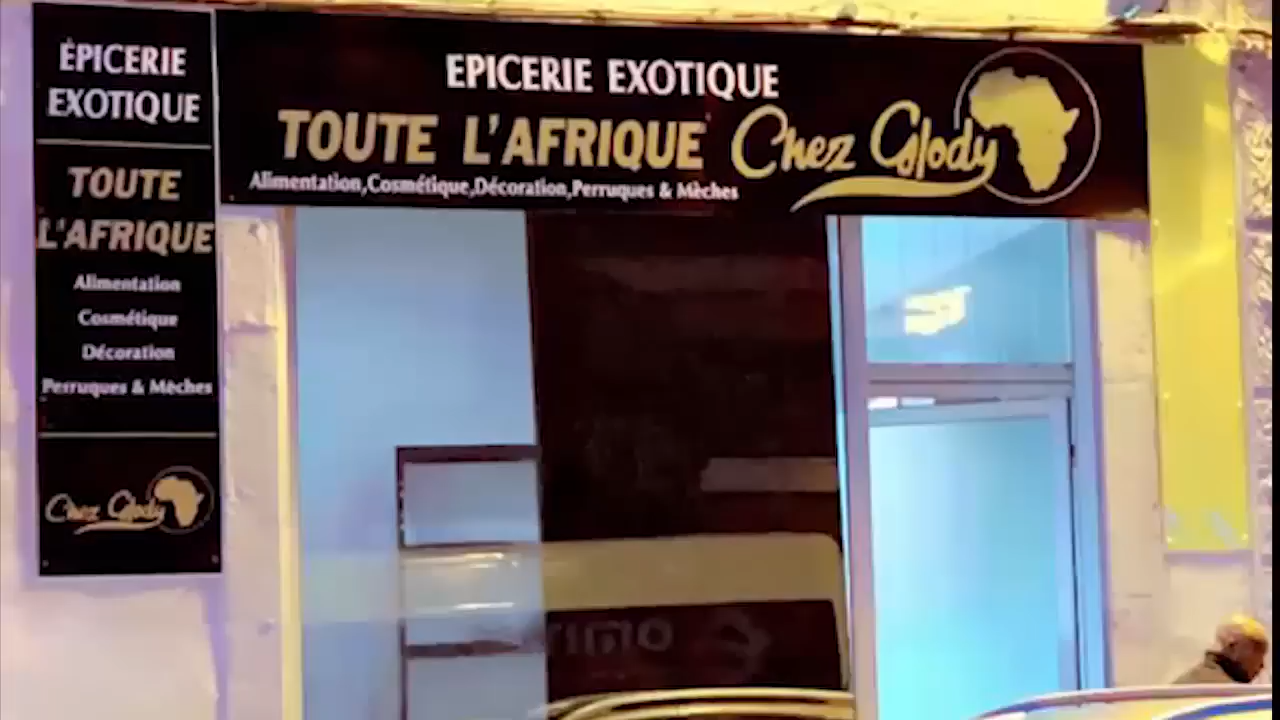 ÉPICERIE
EXOTIQUE
TOUTE
L'AFRIQUE
Alimentation
Cosmétique
Décoration
Perruques & Mèches
Chez Glody
EPICERIE EXOTIQUE
TOUTE L'AFRIQUE Chez Glody
Alimentation,Cosmétique,Décoration,Perruques & Mèches